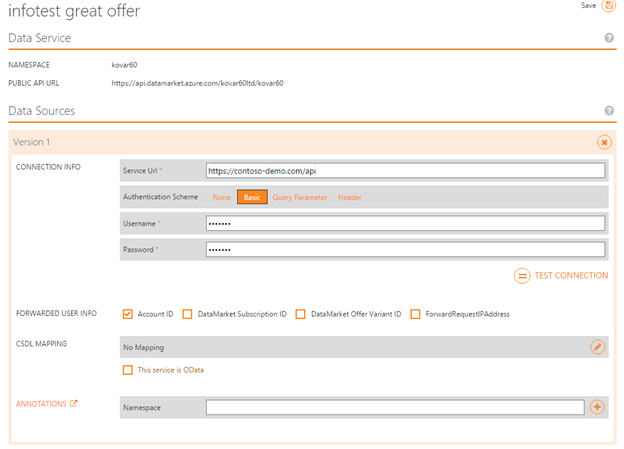 infotest great offer
Save
Data Service
?
NAMESPACE kovar60
PUBLIC API URL https://api.datamarket.azure.com/kovar60ltd/kovar60
Data Sources
?
Version 1
CONNECTION INFO
Service Url * https://contoso-demo.com/api
Authentication Scheme None Basic Query Parameter Header
Username * •••••••
Password * •••••••
TEST CONNECTION
FORWARDED USER INFO Account ID DataMarket Subscription ID DataMarket Offer Variant ID ForwardRequestIPAddress
CSDL MAPPING No Mapping
This service is OData
ANNOTATIONS Namespace